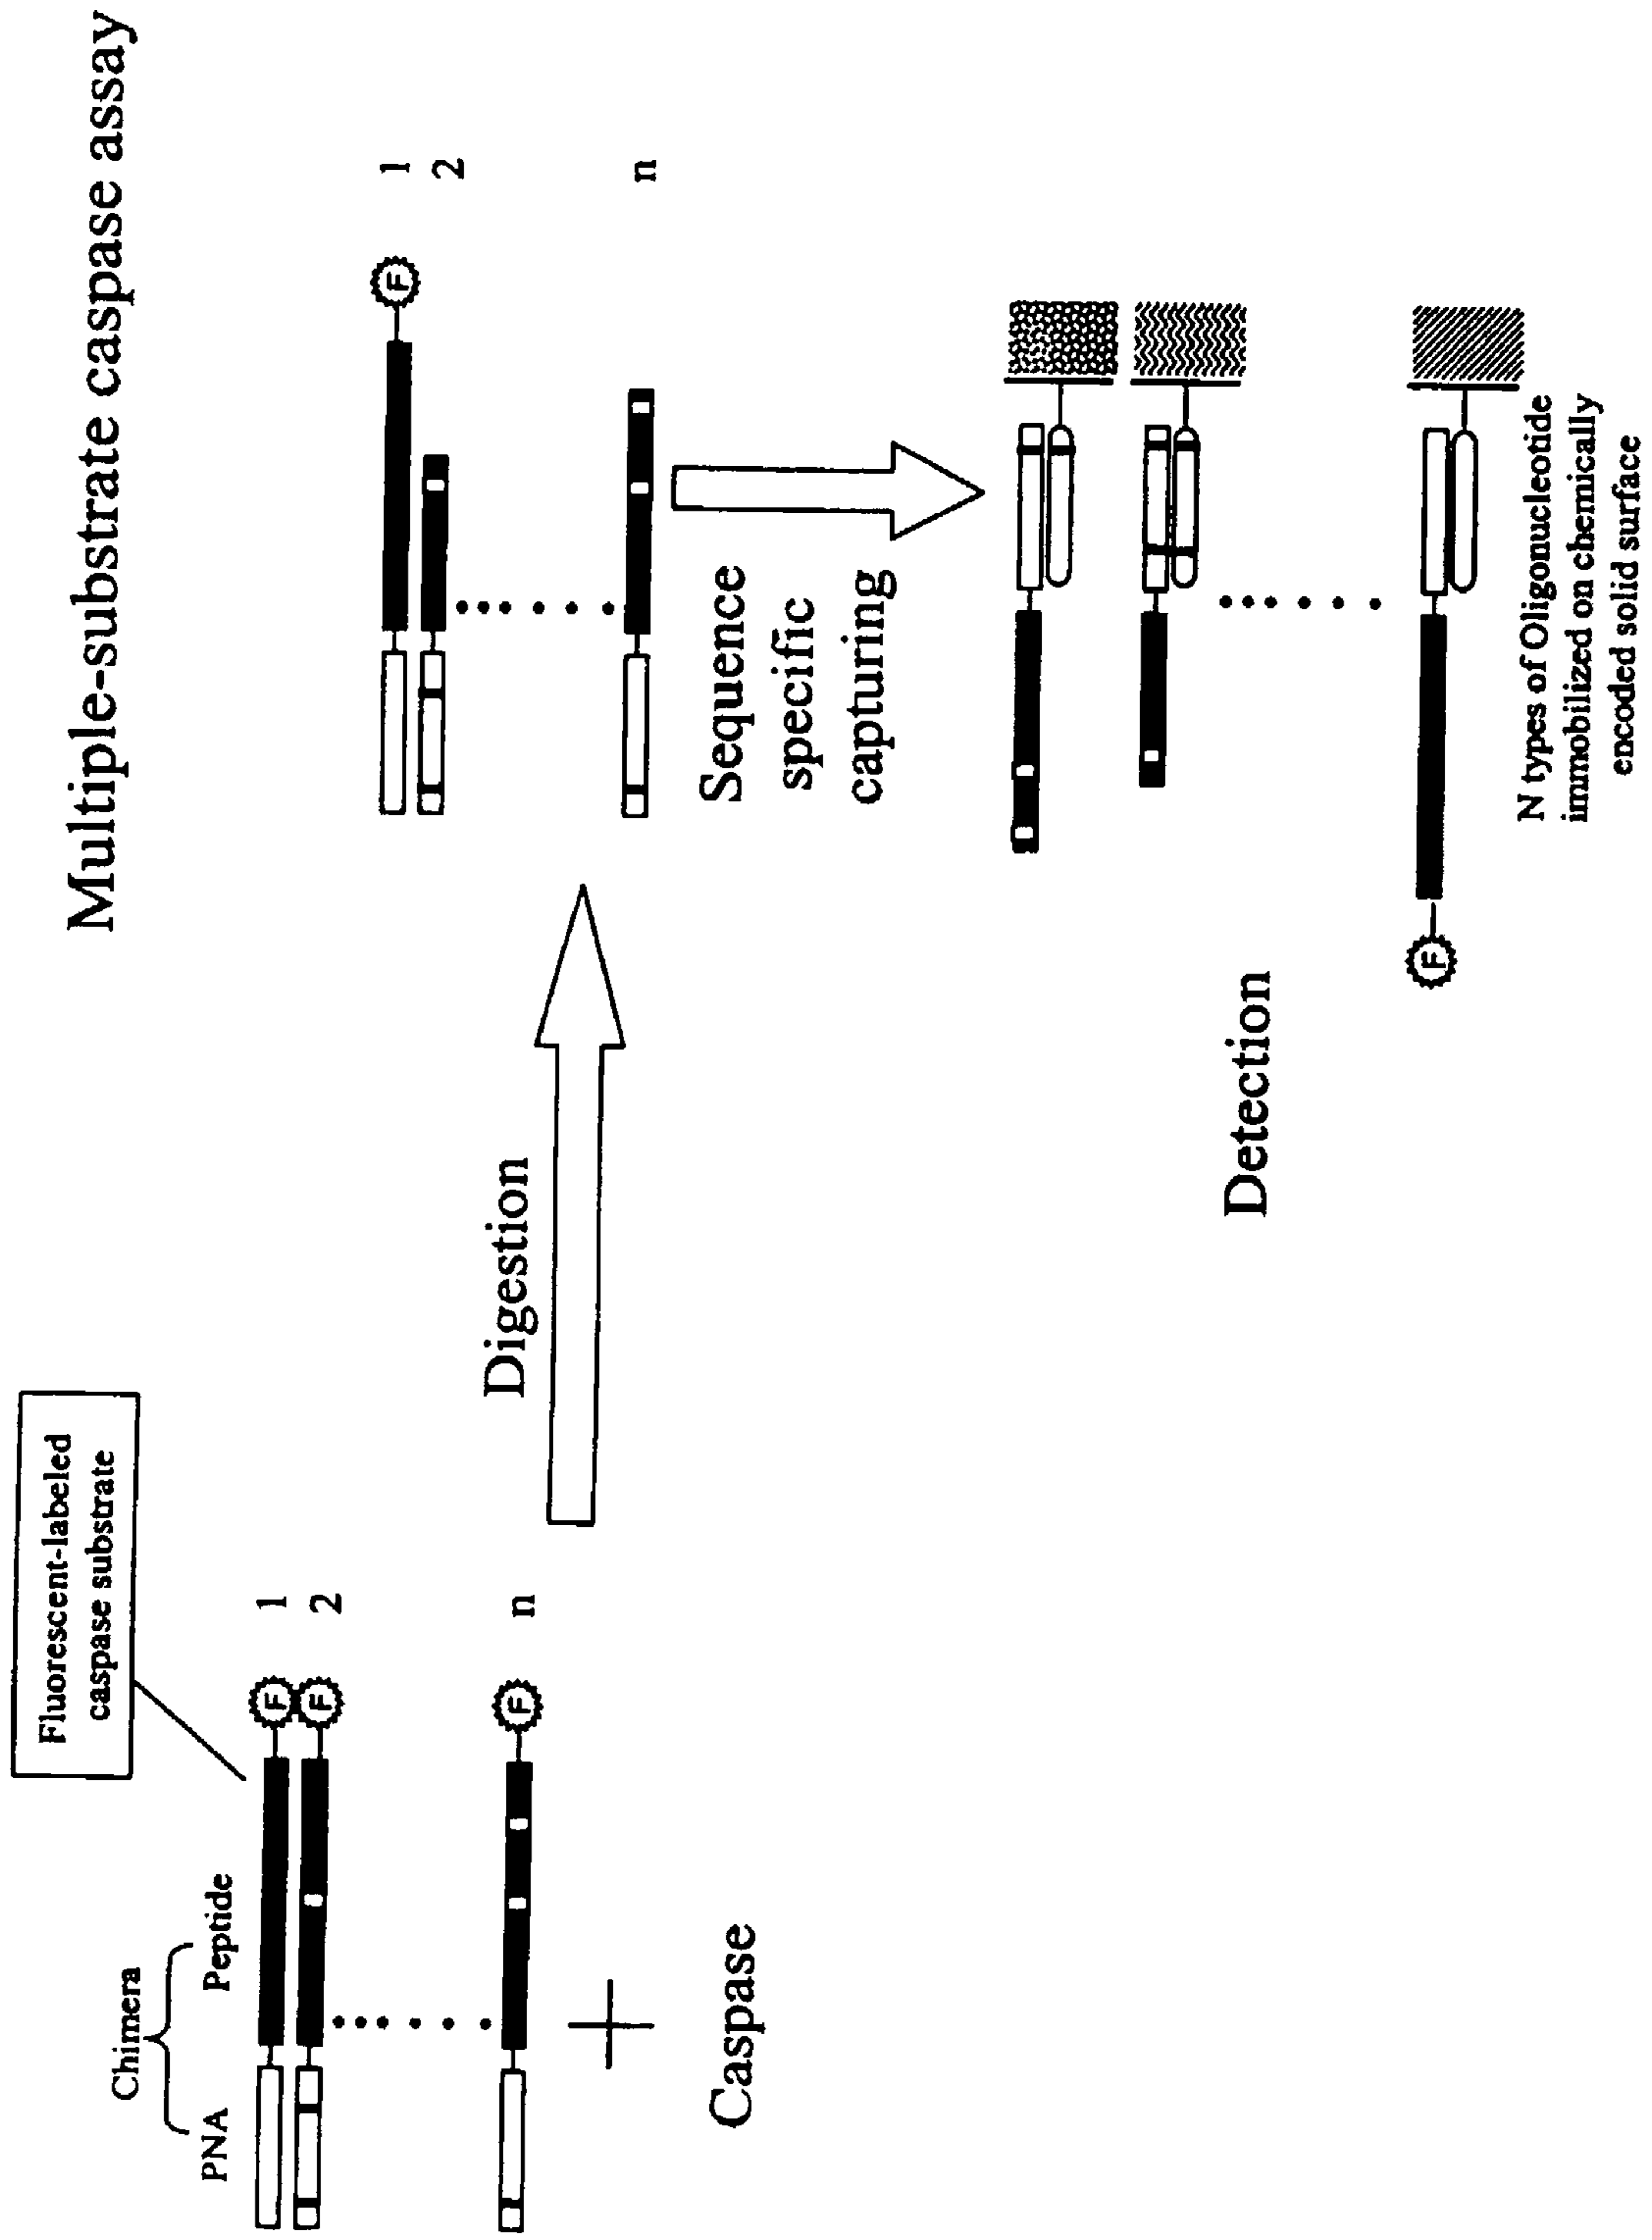 Multiple-substrate caspase assay
Fluorescent-labeled
caspase substrate
Chimera
PNA
Peptide
F
1
F
2
F
n
Caspase
Digestion
F
1
2
n
Sequence
specific
capturing
Detection
F
N types of Oligonucleotide
immobilized on chemically
encoded solid surface